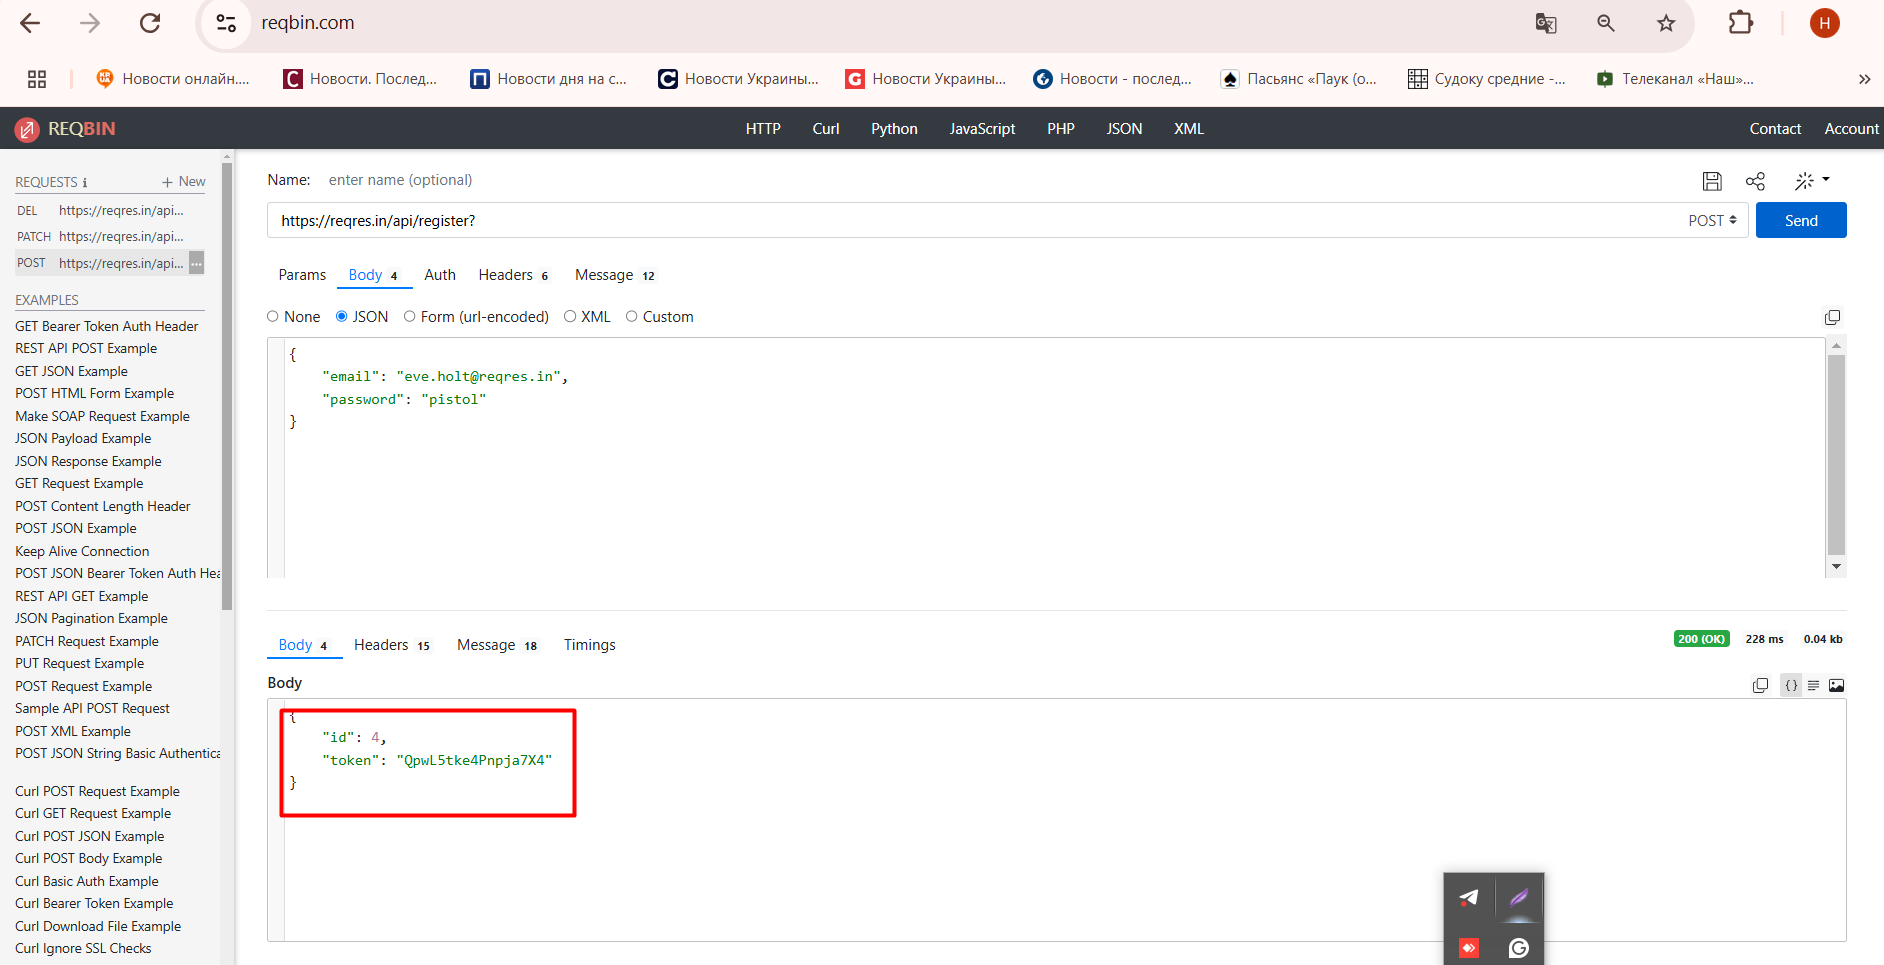 reqbin.com
H
Новости онлайн....
Новости. Послед...
Новости дня на с...
Новости Украины...
Новости Украины...
Новости - послед...
Пасьянс «Паук (о...
Судоку средние -...
Телеканал «Наш»...
REQBIN
HTTP
Curl
Python
JavaScript
PHP
JSON
XML
Contact
Account
REQUESTS
+ New
DEL https://reqres.in/api...
PATCH https://reqres.in/api...
POST https://reqres.in/api...
EXAMPLES
GET Bearer Token Auth Header
REST API POST Example
GET JSON Example
POST HTML Form Example
Make SOAP Request Example
JSON Payload Example
JSON Response Example
GET Request Example
POST Content Length Header
POST JSON Example
Keep Alive Connection
POST JSON Bearer Token Auth Hea
REST API GET Example
JSON Pagination Example
PATCH Request Example
PUT Request Example
POST Request Example
Sample API POST Request
POST XML Example
POST JSON String Basic Authentica
Curl POST Request Example
Curl GET Request Example
Curl POST JSON Example
Curl POST Body Example
Curl Basic Auth Example
Curl Bearer Token Example
Curl Download File Example
Curl Ignore SSL Checks
Name: enter name (optional)
https://reqres.in/api/register?
POST
Send
Params
Body 4
Auth
Headers 6
Message 12
None
JSON
Form (url-encoded)
XML
Custom
{
"email": "eve.holt@reqres.in",
"password": "pistol"
}
Body 4
Headers 15
Message 18
Timings
200 (OK)
228 ms
0.04 kb
Body
{
"id": 4,
"token": "QpwL5tke4Pnpja7X4"
}